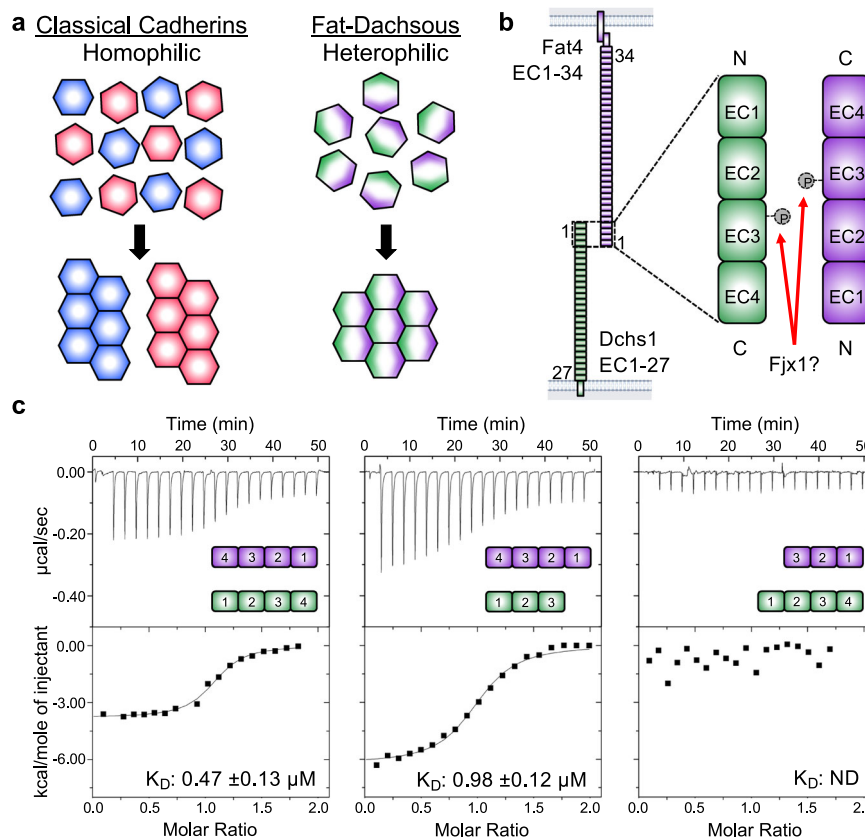 a
Classical Cadherins
Homophilic
Fat-Dachsous
Heterophilic
b
Fat4
EC1-34
34
1
1
27
Dchs1
EC1-27
N
EC1
EC2
EC3
EC4
C
C
EC4
EC3
EC2
EC1
N
P
P
Fjx1?
c
Time (min)
0 10 20 30 40 50
Time (min)
0 10 20 30 40 50
Time (min)
0 10 20 30 40 50
µcal/sec
0.00
-0.20
-0.40
4 3 2 1
1 2 3 4
4 3 2 1
1 2 3
3 2 1
1 2 3 4
kcal/mole of injectant
0.00
-3.00
-6.00
KD: 0.47 ±0.13 µM
KD: 0.98 ±0.12 µM
KD: ND
0.0 0.5 1.0 1.5 2.0
Molar Ratio
0.0 0.5 1.0 1.5 2.0
Molar Ratio
0.0 0.5 1.0 1.5 2.0
Molar Ratio